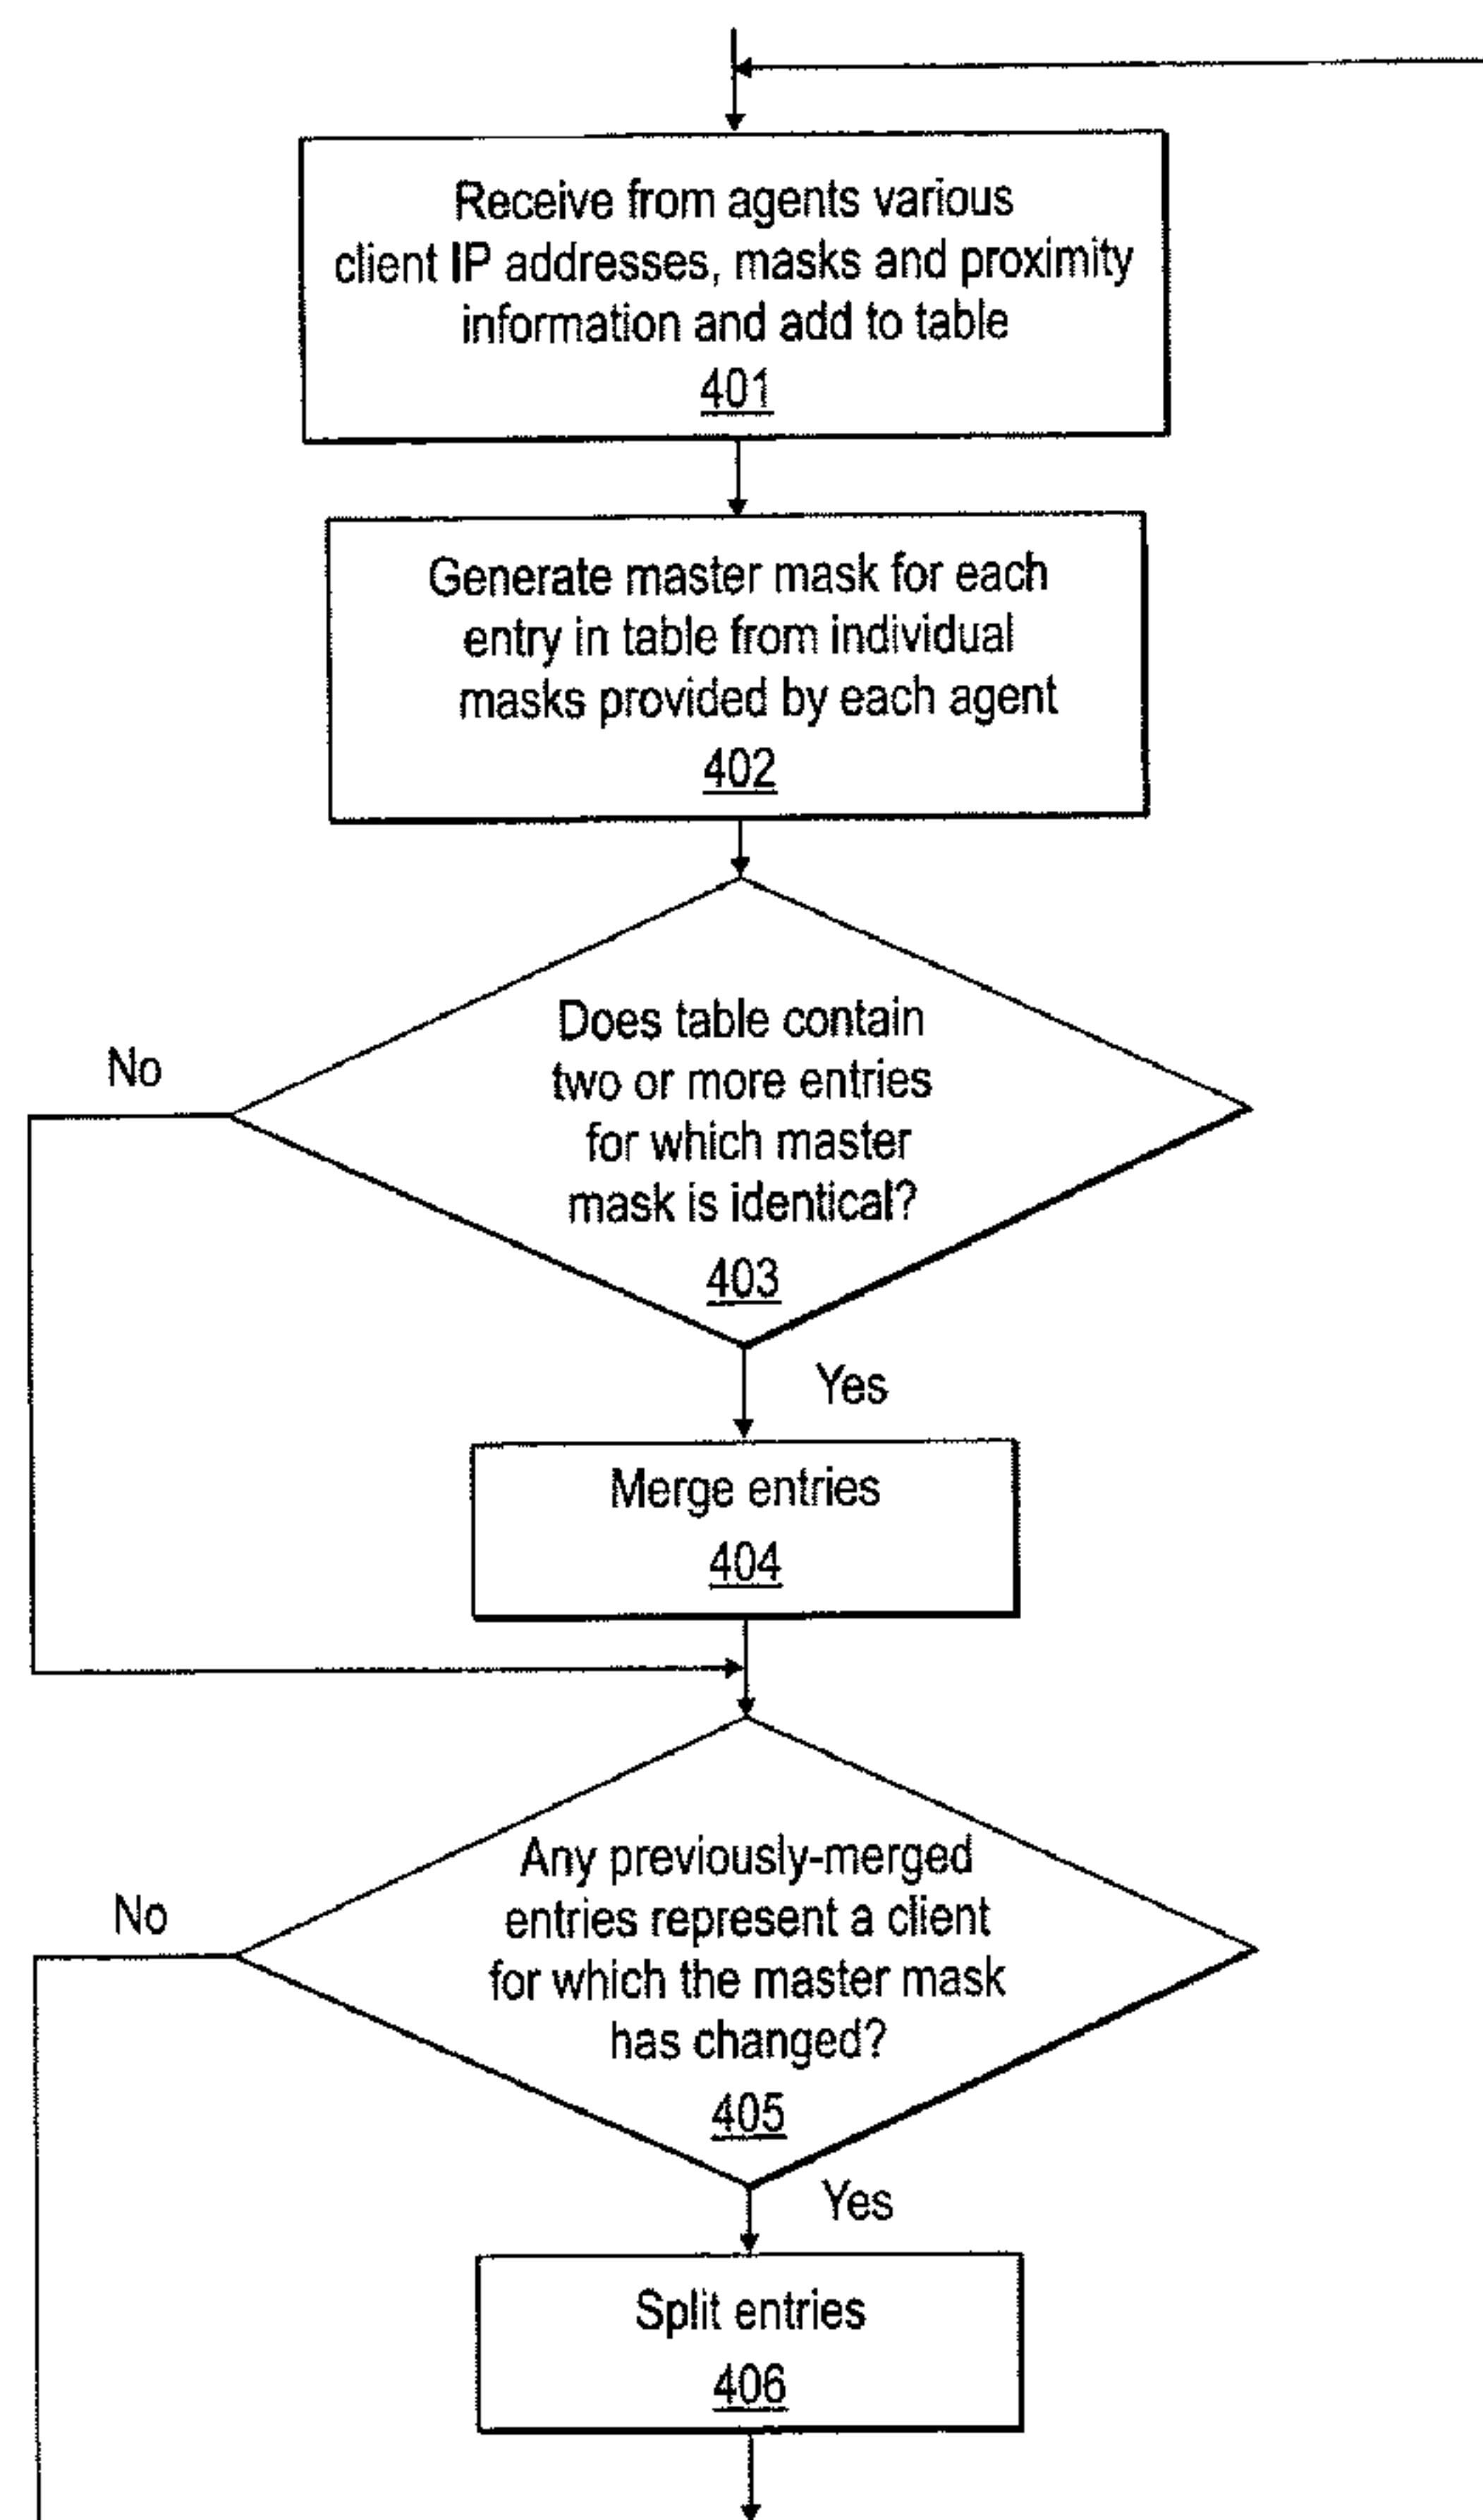 Receive from agents various
client IP addresses, masks and proximity
information and add to table
401
Generate master mask for each
entry in table from individual
masks provided by each agent
402
Does table contain
two or more entries
for which master
mask is identical?
403
No
Yes
Merge entries
404
Any previously-merged
entries represent a client
for which the master mask
has changed?
405
No
Yes
Split entries
406